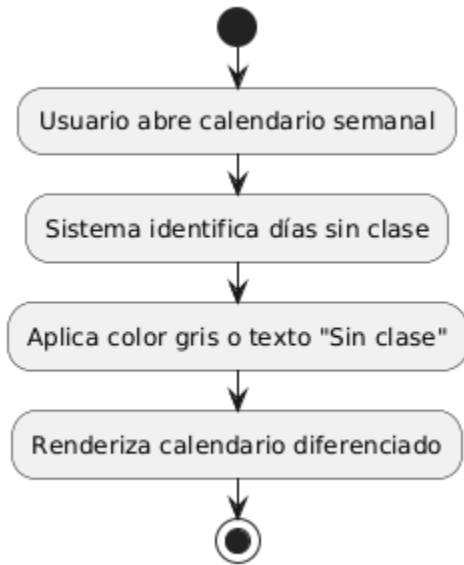 Usuario abre calendario semanal
Sistema identifica días sin clase
Aplica color gris o texto "Sin clase"
Renderiza calendario diferenciado